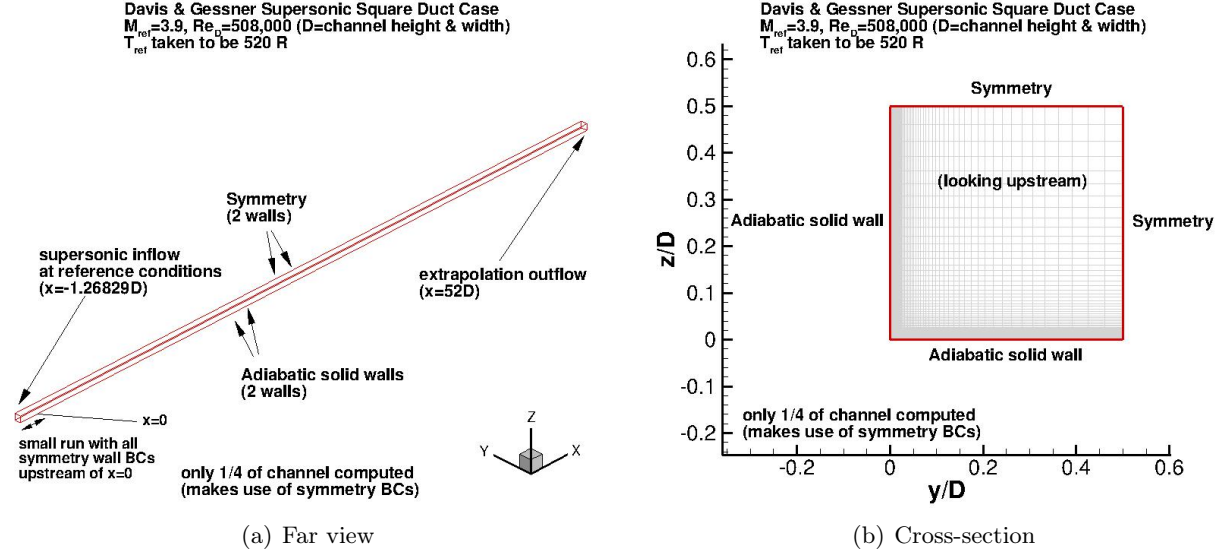 Davis & Gessner Supersonic Square Duct Case
M_ref=3.9, Re_D=508,000 (D=channel height & width)
T_ref taken to be 520 R
Symmetry
(2 walls)
supersonic inflow
at reference conditions
(x=-1.26829D)
extrapolation outflow
(x=52D)
Adiabatic solid walls
(2 walls)
x=0
small run with all
symmetry wall BCs
upstream of x=0
only 1/4 of channel computed
(makes use of symmetry BCs)
Z
Y
X
(a) Far view
Davis & Gessner Supersonic Square Duct Case
M_ref=3.9, Re_D=508,000 (D=channel height & width)
T_ref taken to be 520 R
0.6
0.5
0.4
0.3
0.2
0.1
0
-0.1
-0.2
z/D
Symmetry
(looking upstream)
Adiabatic solid wall
Symmetry
Adiabatic solid wall
only 1/4 of channel computed
(makes use of symmetry BCs)
-0.2
0
0.2
0.4
0.6
y/D
(b) Cross-section